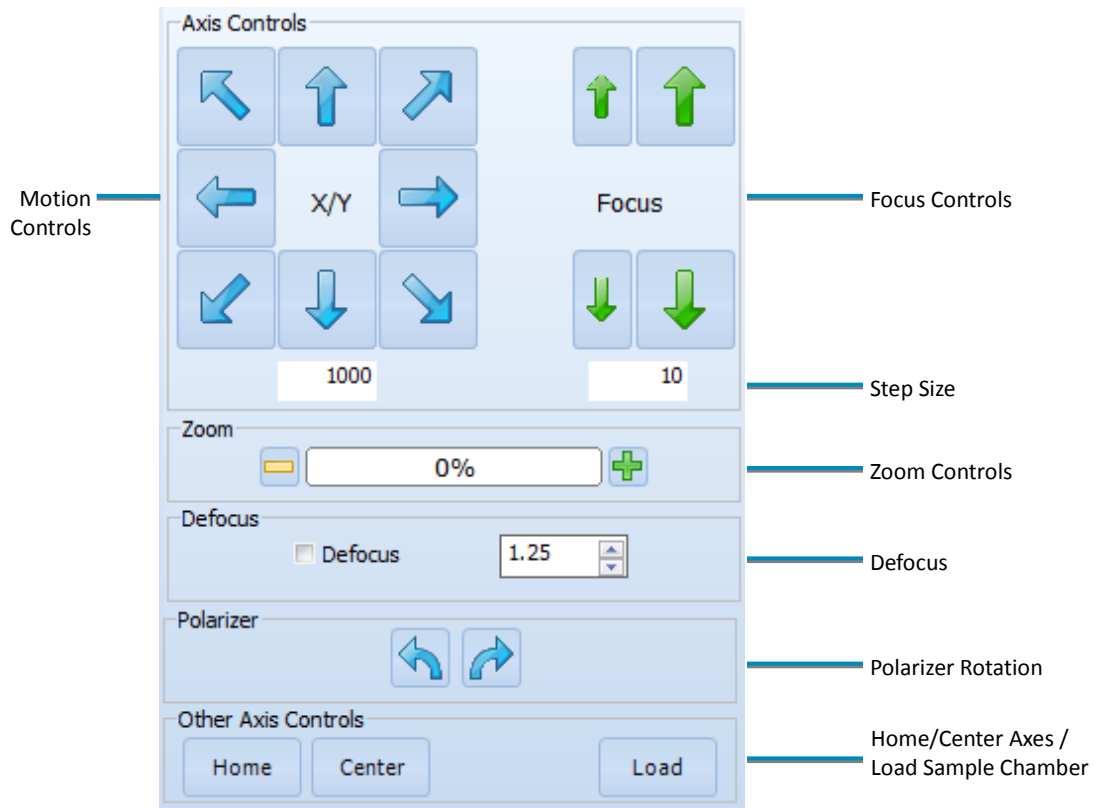 Axis Controls
Motion
Controls
X/Y
Focus
Focus Controls
1000
10
Step Size
Zoom
0%
Zoom Controls
Defocus
Defocus
1.25
Defocus
Polarizer
Polarizer Rotation
Other Axis Controls
Home
Center
Load
Home/Center Axes /
Load Sample Chamber